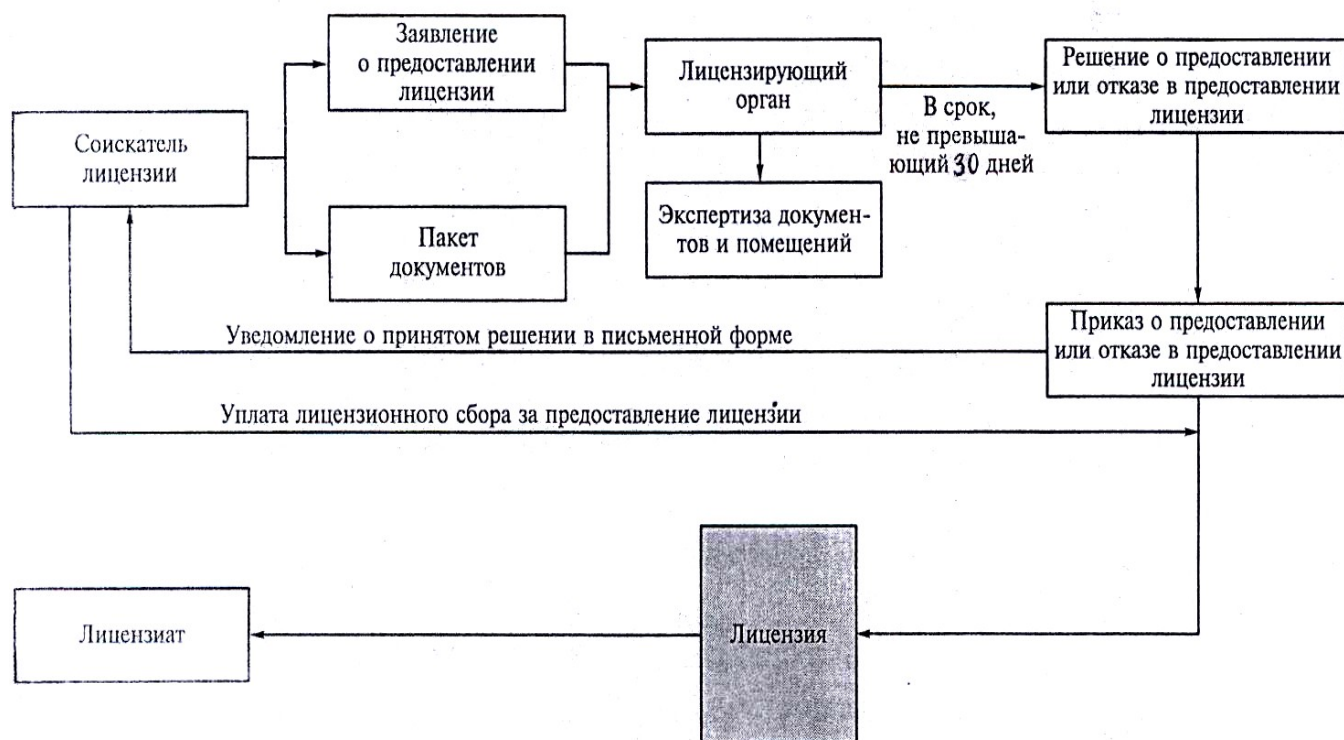 Заявление
о предоставлении
лицензии
Лицензирующий
орган
Решение о предоставлении
или отказе в предоставлении
лицензии
В срок,
не превыша-
ющий 30 дней
Соискатель
лицензии
Пакет
документов
Экспертиза докумен-
тов и помещений
Уведомление о принятом решении в письменной форме
Приказ о предоставлении
или отказе в предоставлении
лицензии
Уплата лицензионного сбора за предоставление лицензии
Лицензиат
Лицензия